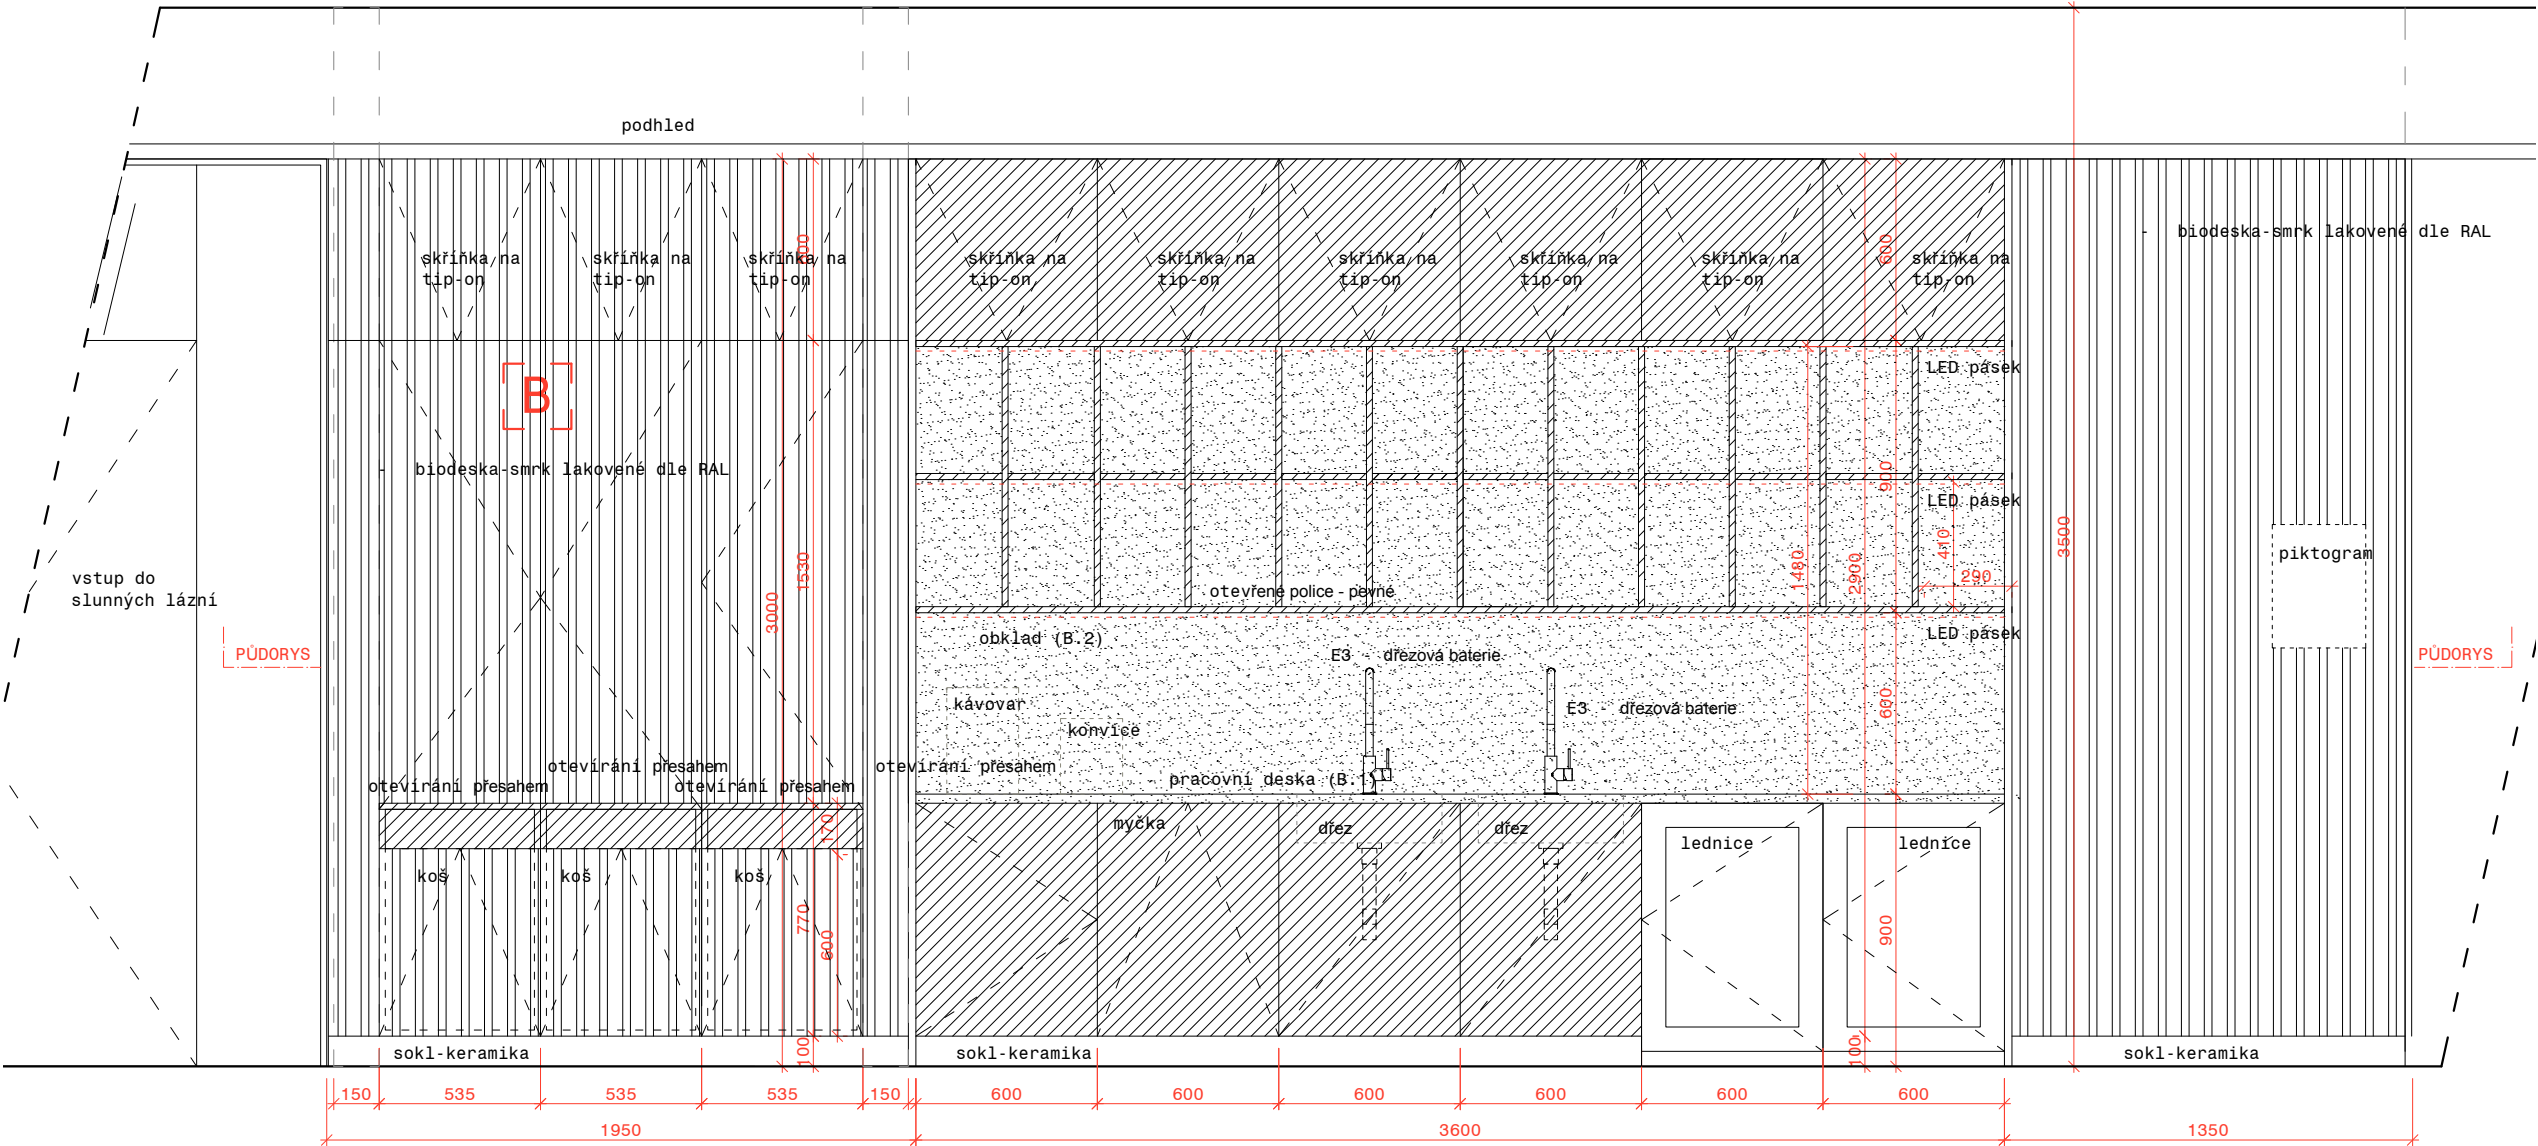 podhled
skříňka na
tip-on
skříňka na
tip-on
skříňka na
tip-on
600
skříňka na
tip-on
skříňka na
tip-on
skříňka na
tip-on
skříňka na
tip-on
skříňka na
tip-on
600
skříňka na
tip-on
- biodeska-smrk lakovené dle RAL
B
LED pásek
- biodeska-smrk lakovené dle RAL
900
LED pásek
3500
410
piktogram
1530
1480
2900
290
vstup do
slunných lázní
3000
otevřené police - pevné
obklad (B.2)
LED pásek
PŮDORYS
E3 - dřezová baterie
PŮDORYS
kávovar
600
E3 - dřezová baterie
konvice
otevírání přesahem
otevírání přesahem
otevírání přesahem
otevírání přesahem
pracovní deska (B.1)
170
myčka
dřez
dřez
lednice
lednice
koš
koš
koš
770
600
900
100
100
sokl-keramika
sokl-keramika
sokl-keramika
150
535
535
535
150
600
600
600
600
600
600
1950
3600
1350